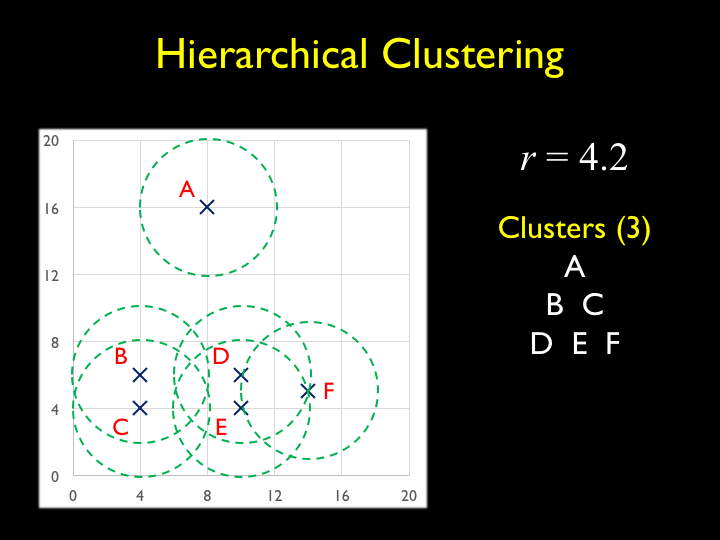 Hierarchical Clustering
r = 4.2
Clusters (3)
A
B C
D E F
20
16
12
8
4
0
0 4 8 12 16 20
A
B
D
F
C
E